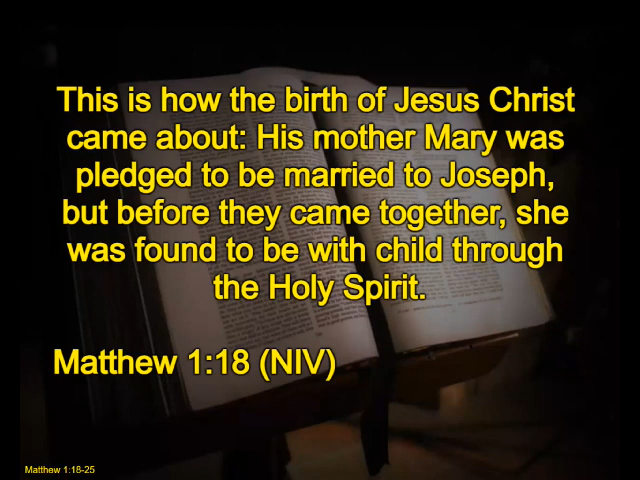 This is how the birth of Jesus Christ
came about: His mother Mary was
pledged to be married to Joseph,
but before they came together, she
was found to be with child through
the Holy Spirit.
Matthew 1:18 (NIV)
Matthew 1:18-25